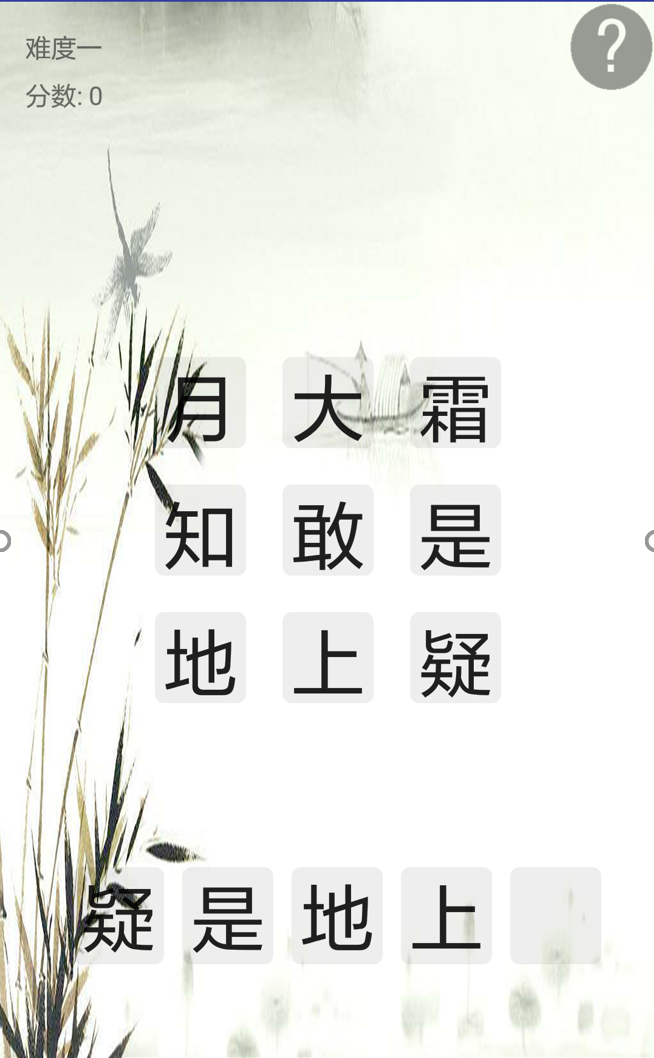 难度一
?
分数: 0
月 大 霜
知 敢 是
地 上 疑
疑 是 地 上